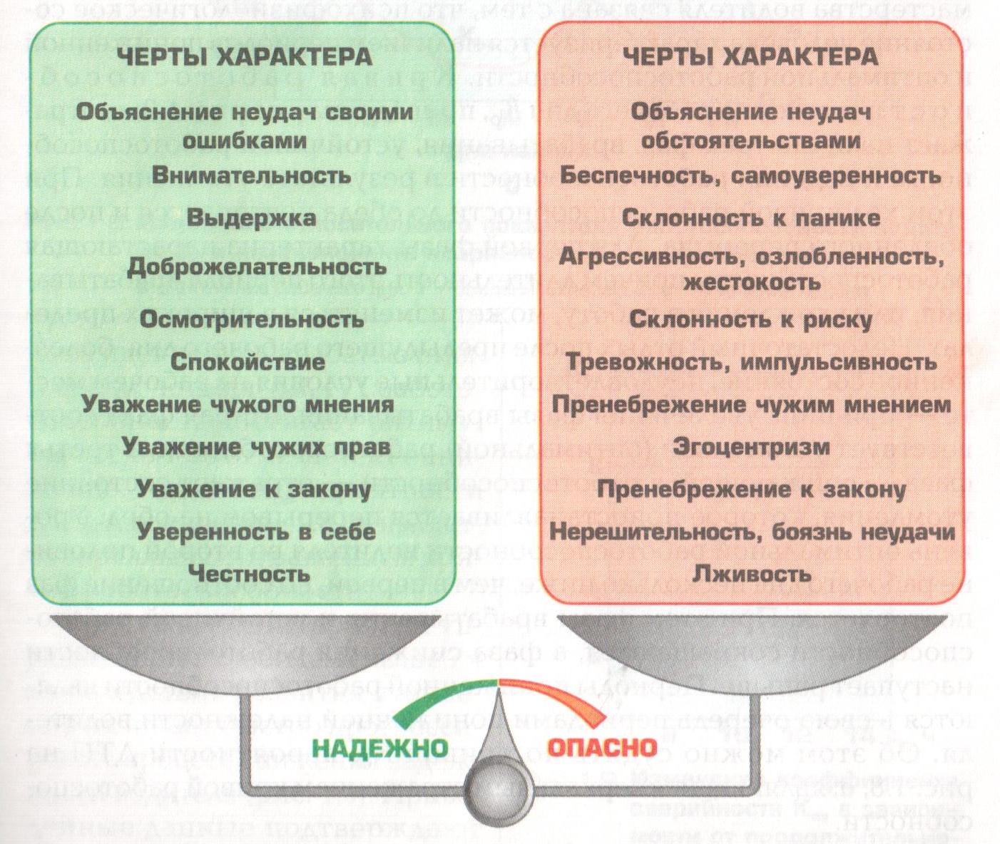 ЧЕРТЫ ХАРАКТЕРА
Объяснение неудач своими
ошибками
Внимательность
Выдержка
Доброжелательность
Осмотрительность
Спокойствие
Уважение чужого мнения
Уважение чужих прав
Уважение к закону
Уверенность в себе
Честность
ЧЕРТЫ ХАРАКТЕРА
Объяснение неудач
обстоятельствами
Беспечность, самоуверенность
Склонность к панике
Агрессивность, озлобленность,
жестокость
Склонность к риску
Тревожность, импульсивность
Пренебрежение чужим мнением
Эгоцентризм
Пренебрежение к закону
Нерешительность, боязнь неудачи
Лживость
НАДЕЖНО
ОПАСНО